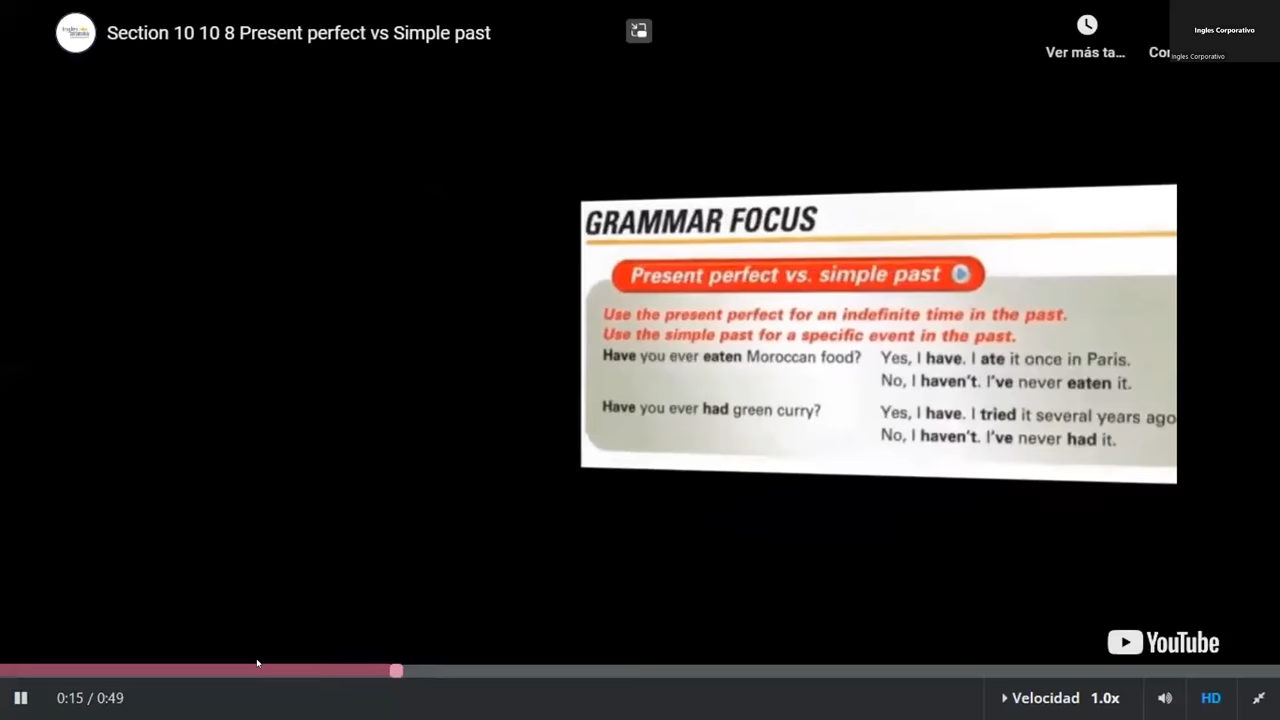 Section 10 10 8 Present perfect vs Simple past
Ver más ta...
Ingles Corporativo
Ingles Corporativo
GRAMMAR FOCUS
Present perfect vs. simple past
Use the present perfect for an indefinite time in the past.
Use the simple past for a specific event in the past.
Have you ever eaten Moroccan food? Yes, I have. I ate it once in Paris.
No, I haven't. I've never eaten it.
Have you ever had green curry? Yes, I have. I tried it several years ago
No, I haven't. I've never had it.
YouTube
0:15 / 0:49
Velocidad 1.0x
HD